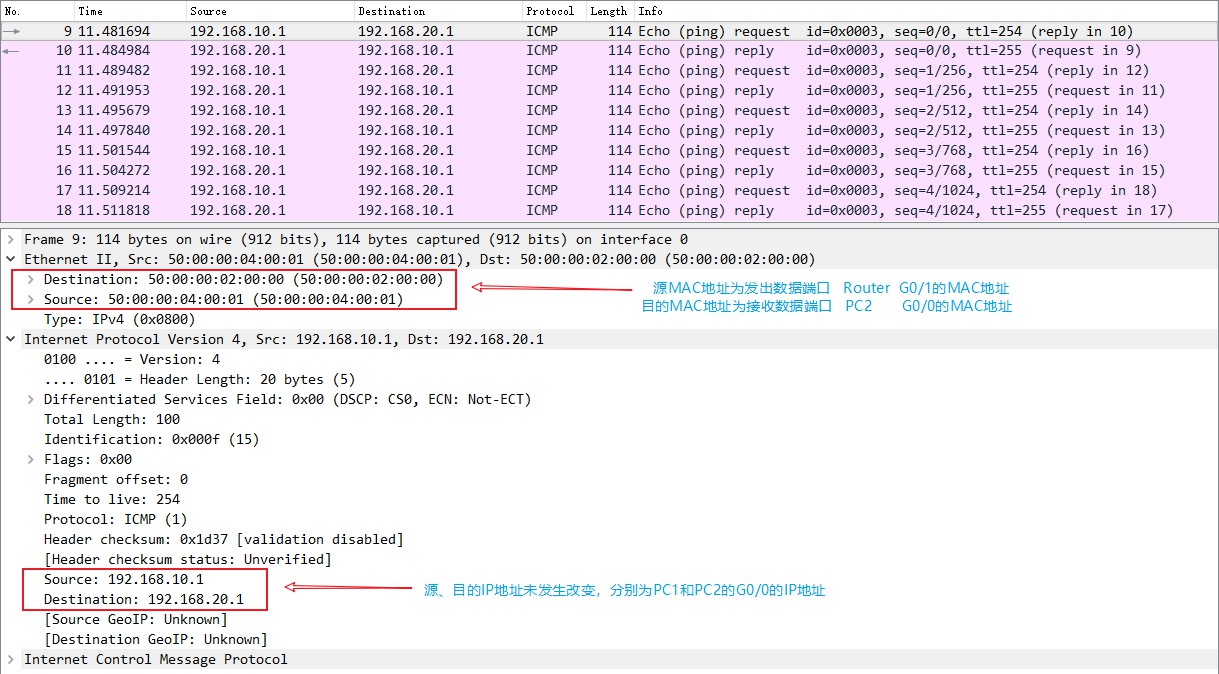 No. Time Source Destination Protocol Length Info
9 11.481694 192.168.10.1 192.168.20.1 ICMP 114 Echo (ping) request id=0x0003, seq=0/0, ttl=254 (reply in 10)
10 11.484984 192.168.20.1 192.168.10.1 ICMP 114 Echo (ping) reply id=0x0003, seq=0/0, ttl=255 (request in 9)
11 11.489482 192.168.10.1 192.168.20.1 ICMP 114 Echo (ping) request id=0x0003, seq=1/256, ttl=254 (reply in 12)
12 11.491953 192.168.20.1 192.168.10.1 ICMP 114 Echo (ping) reply id=0x0003, seq=1/256, ttl=255 (request in 11)
13 11.495679 192.168.10.1 192.168.20.1 ICMP 114 Echo (ping) request id=0x0003, seq=2/512, ttl=254 (reply in 14)
14 11.497840 192.168.20.1 192.168.10.1 ICMP 114 Echo (ping) reply id=0x0003, seq=2/512, ttl=255 (request in 13)
15 11.501544 192.168.10.1 192.168.20.1 ICMP 114 Echo (ping) request id=0x0003, seq=3/768, ttl=254 (reply in 16)
16 11.504272 192.168.20.1 192.168.10.1 ICMP 114 Echo (ping) reply id=0x0003, seq=3/768, ttl=255 (request in 15)
17 11.509214 192.168.10.1 192.168.20.1 ICMP 114 Echo (ping) request id=0x0003, seq=4/1024, ttl=254 (reply in 18)
18 11.511818 192.168.20.1 192.168.10.1 ICMP 114 Echo (ping) reply id=0x0003, seq=4/1024, ttl=255 (request in 17)
Frame 9: 114 bytes on wire (912 bits), 114 bytes captured (912 bits) on interface 0
Ethernet II, Src: 50:00:00:04:00:01 (50:00:00:04:00:01), Dst: 50:00:00:02:00:00 (50:00:00:02:00:00)
Destination: 50:00:00:02:00:00 (50:00:00:02:00:00)
源MAC地址为发出数据端口 Router G0/1的MAC地址
Source: 50:00:00:04:00:01 (50:00:00:04:00:01)
目的MAC地址为接收数据端口 PC2 G0/0的MAC地址
Type: IPv4 (0x0800)
Internet Protocol Version 4, Src: 192.168.10.1, Dst: 192.168.20.1
0100 .... = Version: 4
.... 0101 = Header Length: 20 bytes (5)
Differentiated Services Field: 0x00 (DSCP: CS0, ECN: Not-ECT)
Total Length: 100
Identification: 0x000f (15)
Flags: 0x00
Fragment offset: 0
Time to live: 254
Protocol: ICMP (1)
Header checksum: 0x1d37 [validation disabled]
[Header checksum status: Unverified]
Source: 192.168.10.1
源、目的IP地址未发生改变，分别为PC1和PC2的G0/0的IP地址
Destination: 192.168.20.1
[Source GeoIP: Unknown]
[Destination GeoIP: Unknown]
Internet Control Message Protocol